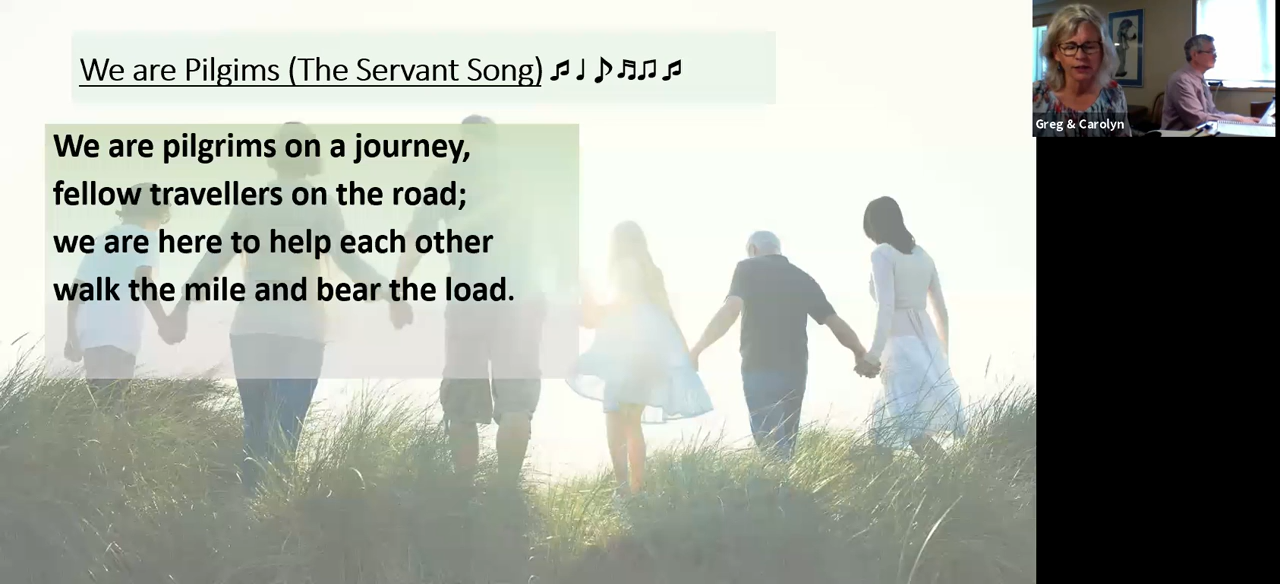 We are Pilgims (The Servant Song)
We are pilgrims on a journey,
fellow travellers on the road;
we are here to help each other
walk the mile and bear the load.
Greg & Carolyn